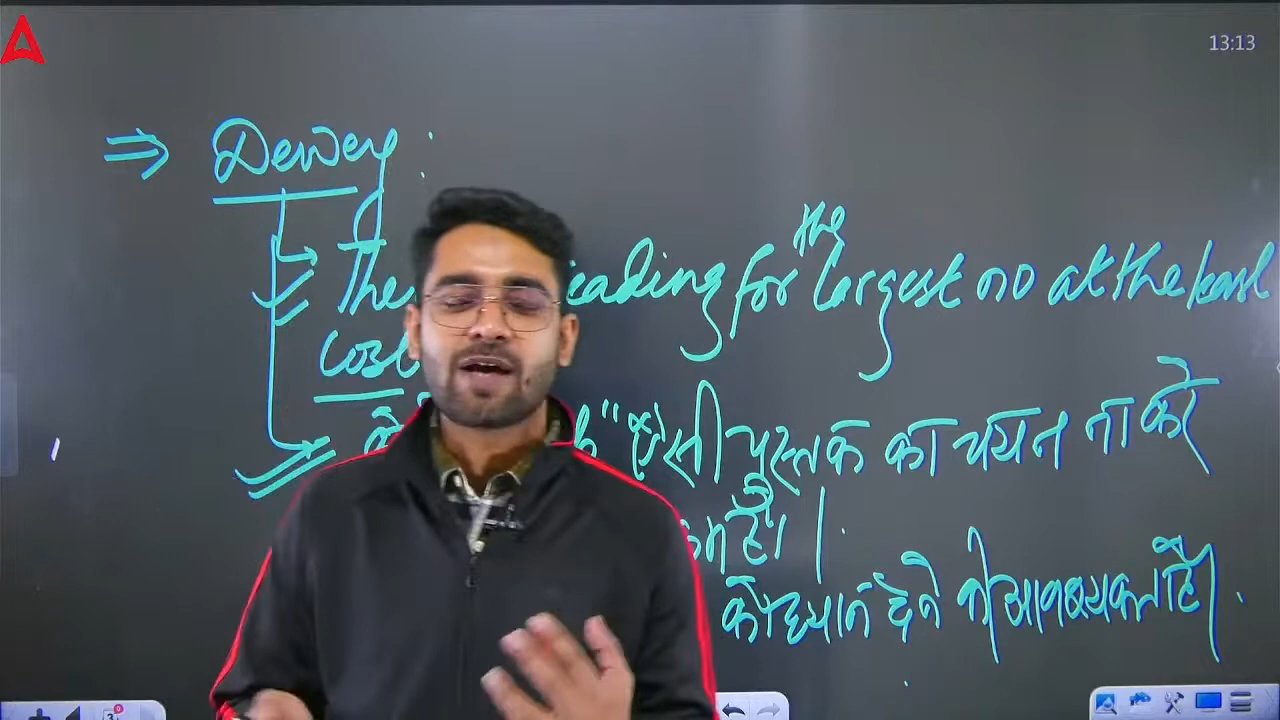 13:13
⇒ Dewey :
The eading for the largest no at the least
cost
"ऐसी पुस्तक का चयन ना करे
कम है।
को ध्यान देने की आवश्यकता है।